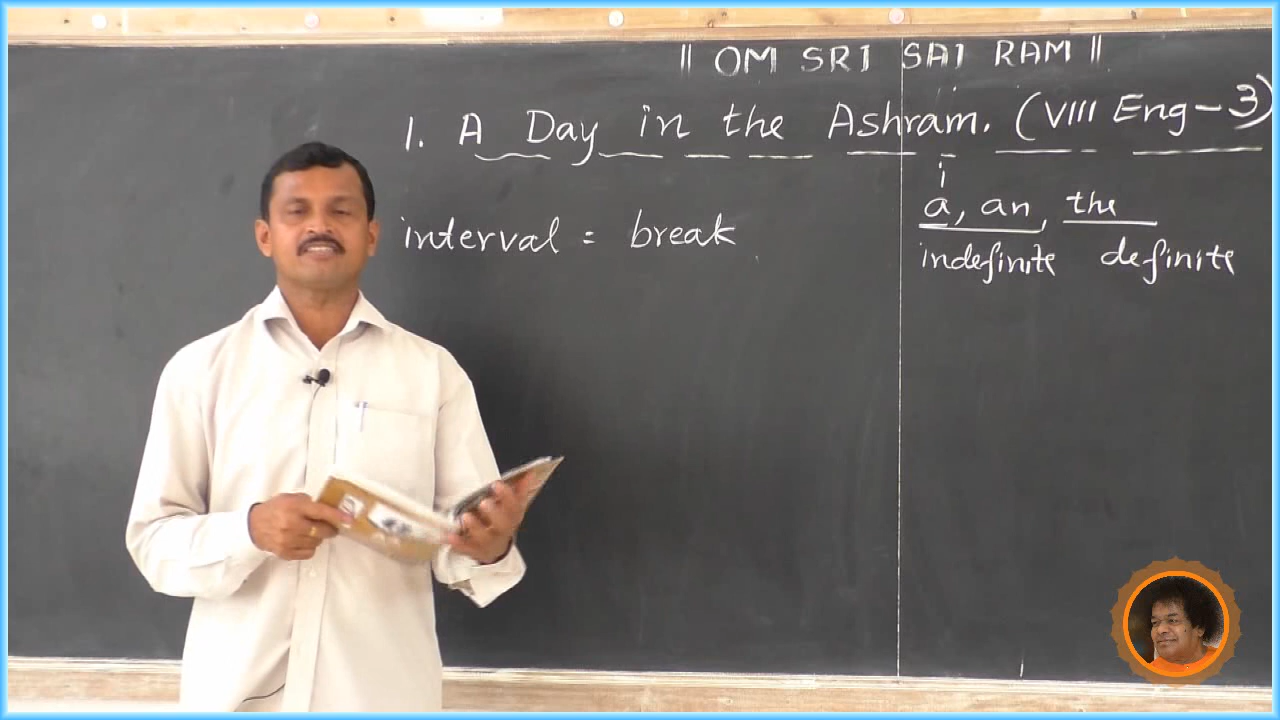 || OM SRI SAI RAM ||
1. A Day in the Ashram. (VIII Eng-3)
interval = break
a, an, the
indefinite definite